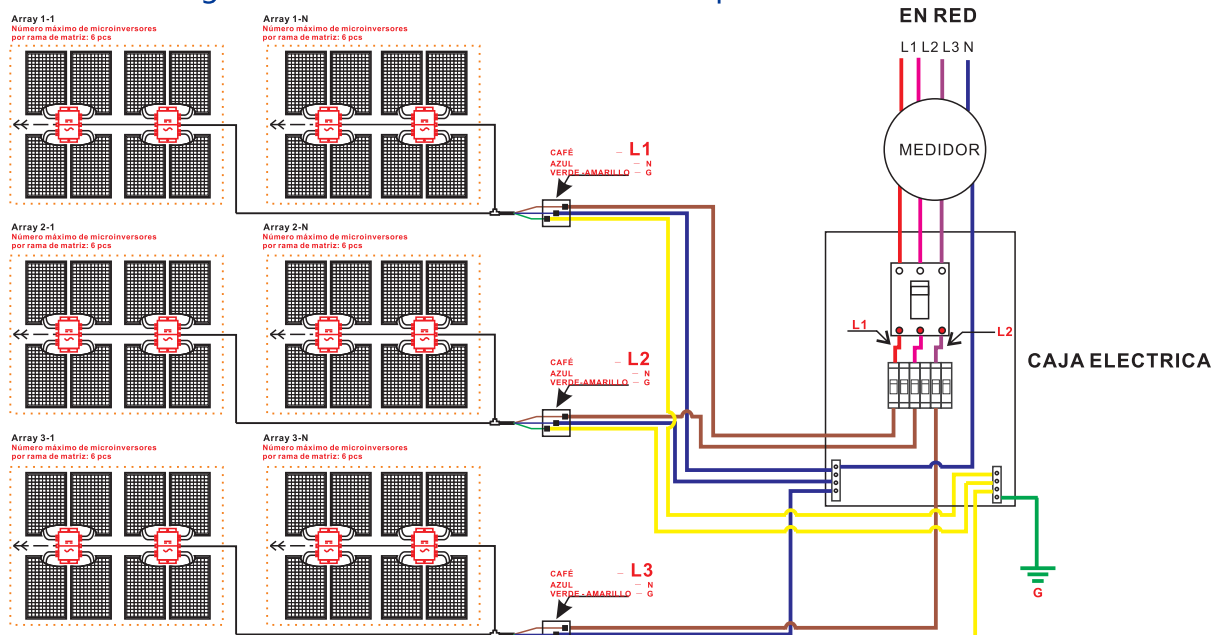 Array 1-1
Número máximo de microinversores
por rama de matriz: 6 pcs
Array 1-N
Número máximo de microinversores
por rama de matriz: 6 pcs
EN RED
L1 L2 L3 N
MEDIDOR
CAFÉ – L1
AZUL – N
VERDE-AMARILLO – G
Array 2-1
Número máximo de microinversores
por rama de matriz: 6 pcs
Array 2-N
Número máximo de microinversores
por rama de matriz: 6 pcs
L1
L2
CAJA ELECTRICA
CAFÉ – L2
AZUL – N
VERDE-AMARILLO – G
Array 3-1
Número máximo de microinversores
por rama de matriz: 6 pcs
Array 3-N
Número máximo de microinversores
por rama de matriz: 6 pcs
CAFÉ – L3
AZUL – N
VERDE-AMARILLO – G
G